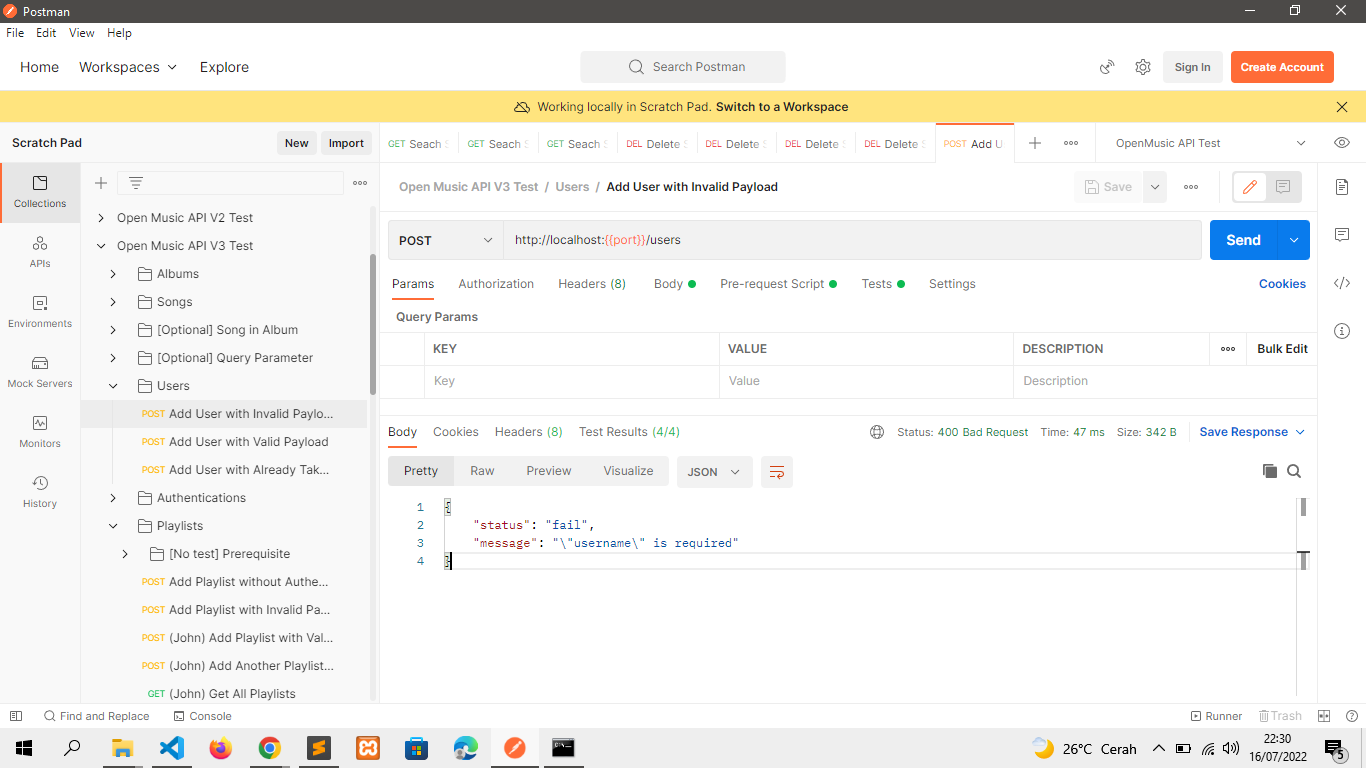 Postman
File Edit View Help
Home Workspaces Explore Search Postman Sign In Create Account
Working locally in Scratch Pad. Switch to a Workspace
Scratch Pad New Import
GET Seach GET Seach GET Seach DEL Delete DEL Delete DEL Delete DEL Delete POST Add U OpenMusic API Test
Collections
APIs
Environments
Mock Servers
Monitors
History
Open Music API V2 Test
Open Music API V3 Test
Albums
Songs
[Optional] Song in Album
[Optional] Query Parameter
Users
POST Add User with Invalid Paylo...
POST Add User with Valid Payload
POST Add User with Already Tak...
Authentications
Playlists
[No test] Prerequisite
POST Add Playlist without Authe...
POST Add Playlist with Invalid Pa...
POST (John) Add Playlist with Val...
POST (John) Add Another Playlist...
GET (John) Get All Playlists
Open Music API V3 Test / Users / Add User with Invalid Payload Save
POST http://localhost:{{port}}/users Send
Params Authorization Headers (8) Body Pre-request Script Tests Settings Cookies
Query Params
KEY VALUE DESCRIPTION Bulk Edit
Key Value Description
Body Cookies Headers (8) Test Results (4/4) Status: 400 Bad Request Time: 47 ms Size: 342 B Save Response
Pretty Raw Preview Visualize JSON
1 {
2 "status": "fail",
3 "message": "\"username\" is required"
4 }
Find and Replace Console Runner Trash
26°C Cerah 22:30
16/07/2022 5